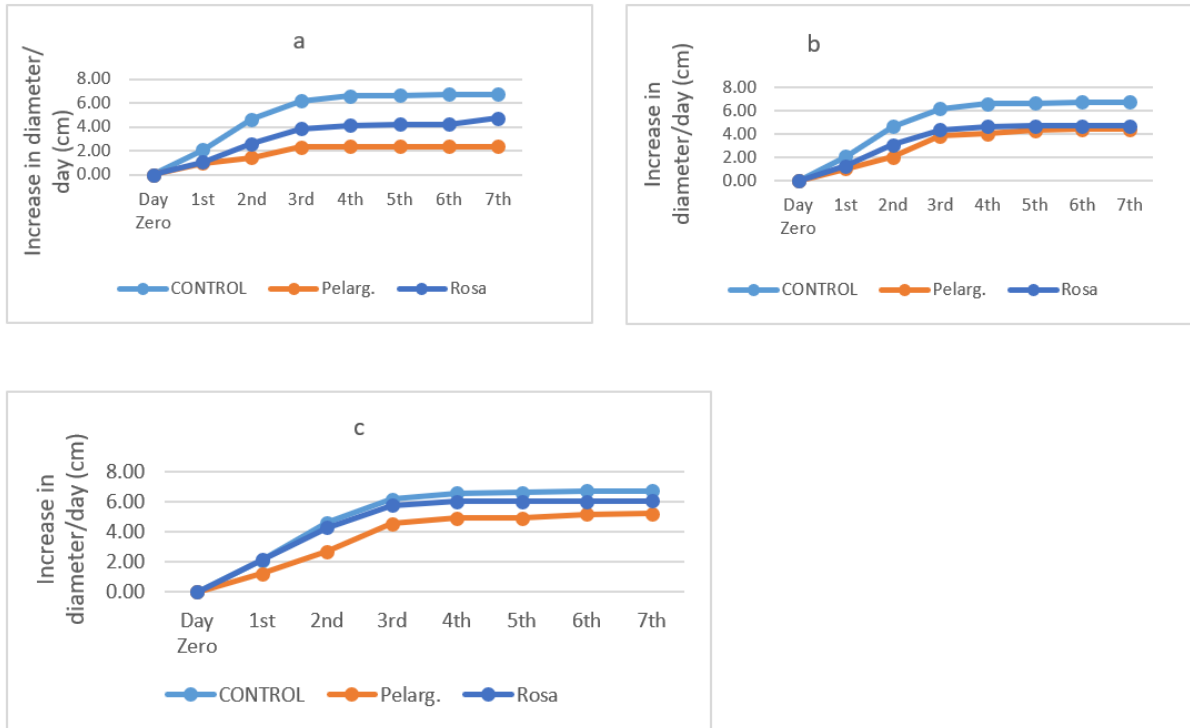 a
Increase in diameter/
day (cm)
8.00
6.00
4.00
2.00
0.00
Day
Zero
1st 2nd 3rd 4th 5th 6th 7th
CONTROL Pelarg. Rosa
b
Increase in
diameter/day (cm)
8.00
6.00
4.00
2.00
0.00
Day
Zero
1st 2nd 3rd 4th 5th 6th 7th
CONTROL Pelarg. Rosa
c
Increase in
diameter/day (cm)
8.00
6.00
4.00
2.00
0.00
Day
Zero
1st 2nd 3rd 4th 5th 6th 7th
CONTROL Pelarg. Rosa